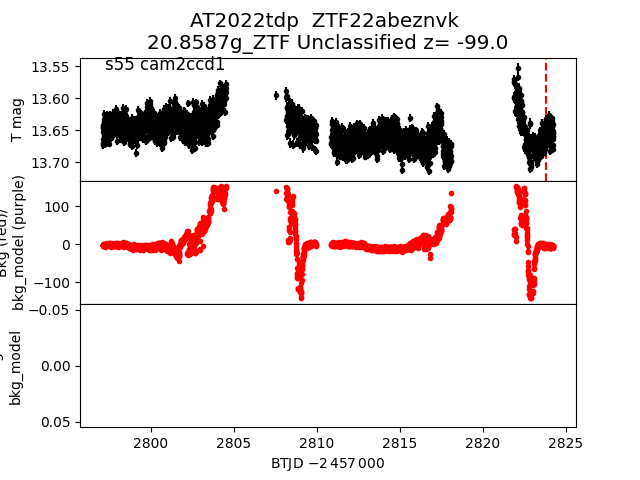 AT2022tdp  ZTF22abeznvk
20.8587g_ZTF Unclassified z= -99.0
s55 cam2ccd1
T mag
13.55
13.60
13.65
13.70
bkg_model (purple)
100
0
−100
bkg_model
−0.05
0.00
0.05
2800
2805
2810
2815
2820
2825
BTJD −2 457 000